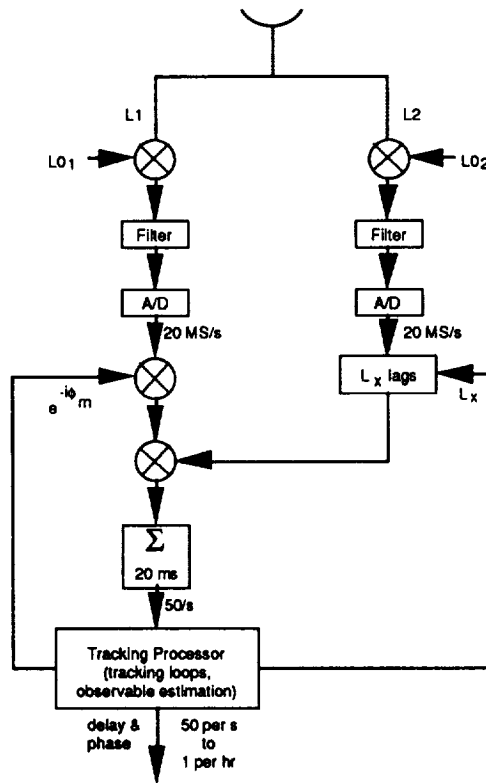 L1
L2
LO1
LO2
Filter
Filter
A/D
A/D
20 MS/s
20 MS/s
e-iϕm
Lx lags
Lx
Σ
20 ms
50/s
Tracking Processor
(tracking loops,
observable estimation)
delay &
phase
50 per s
to
1 per hr